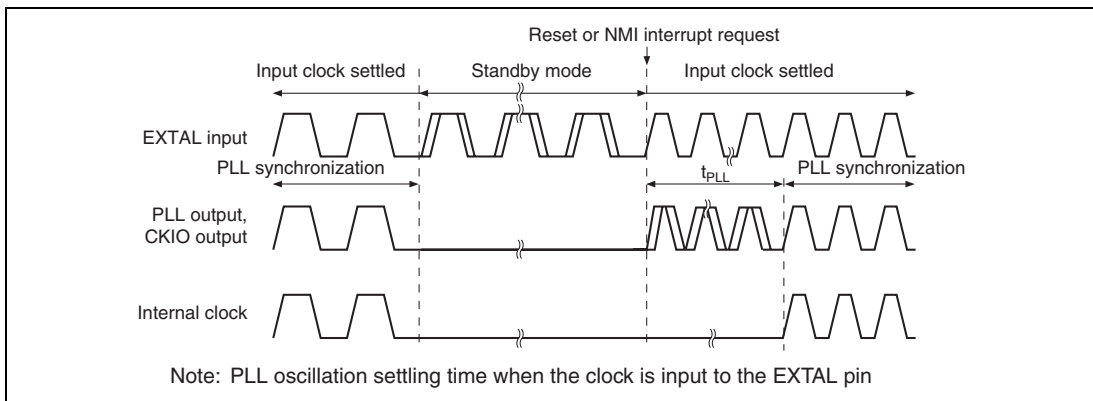 Reset or NMI interrupt request
Input clock settled
Standby mode
Input clock settled
EXTAL input
PLL synchronization
tPLL
PLL synchronization
PLL output,
CKIO output
Internal clock
Note: PLL oscillation settling time when the clock is input to the EXTAL pin